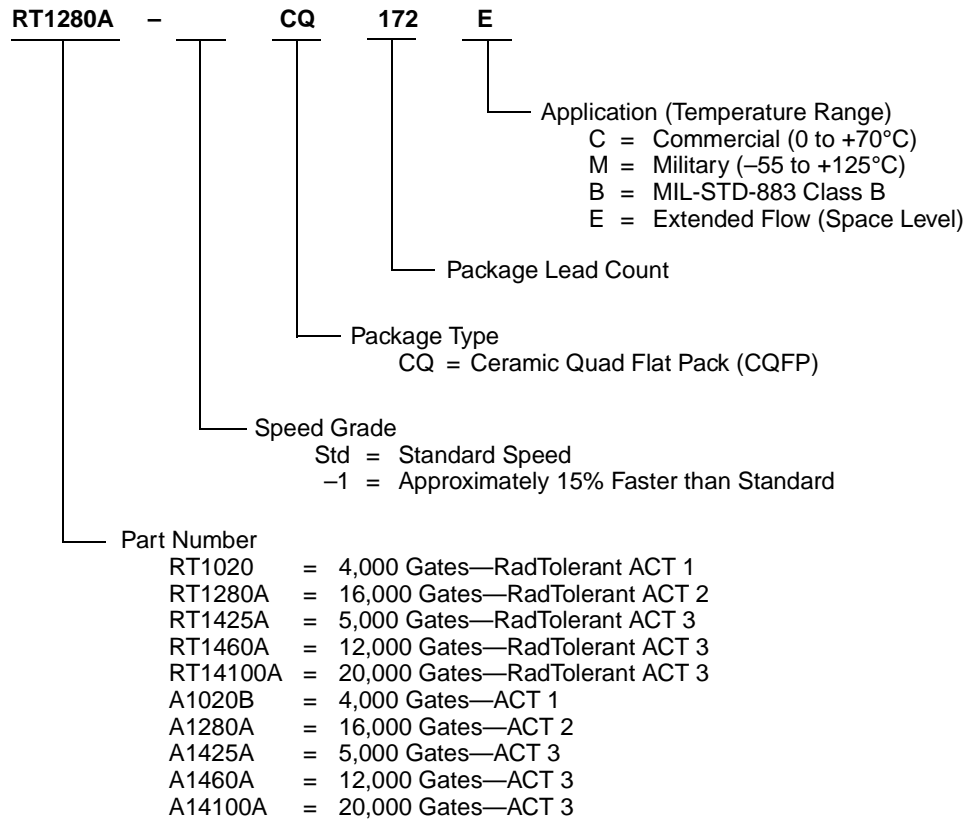 RT1280A – CQ 172 E
Application (Temperature Range)
C = Commercial (0 to +70°C)
M = Military (–55 to +125°C)
B = MIL-STD-883 Class B
E = Extended Flow (Space Level)
Package Lead Count
Package Type
CQ = Ceramic Quad Flat Pack (CQFP)
Speed Grade
Std = Standard Speed
–1 = Approximately 15% Faster than Standard
Part Number
RT1020 = 4,000 Gates—RadTolerant ACT 1
RT1280A = 16,000 Gates—RadTolerant ACT 2
RT1425A = 5,000 Gates—RadTolerant ACT 3
RT1460A = 12,000 Gates—RadTolerant ACT 3
RT14100A = 20,000 Gates—RadTolerant ACT 3
A1020B = 4,000 Gates—ACT 1
A1280A = 16,000 Gates—ACT 2
A1425A = 5,000 Gates—ACT 3
A1460A = 12,000 Gates—ACT 3
A14100A = 20,000 Gates—ACT 3